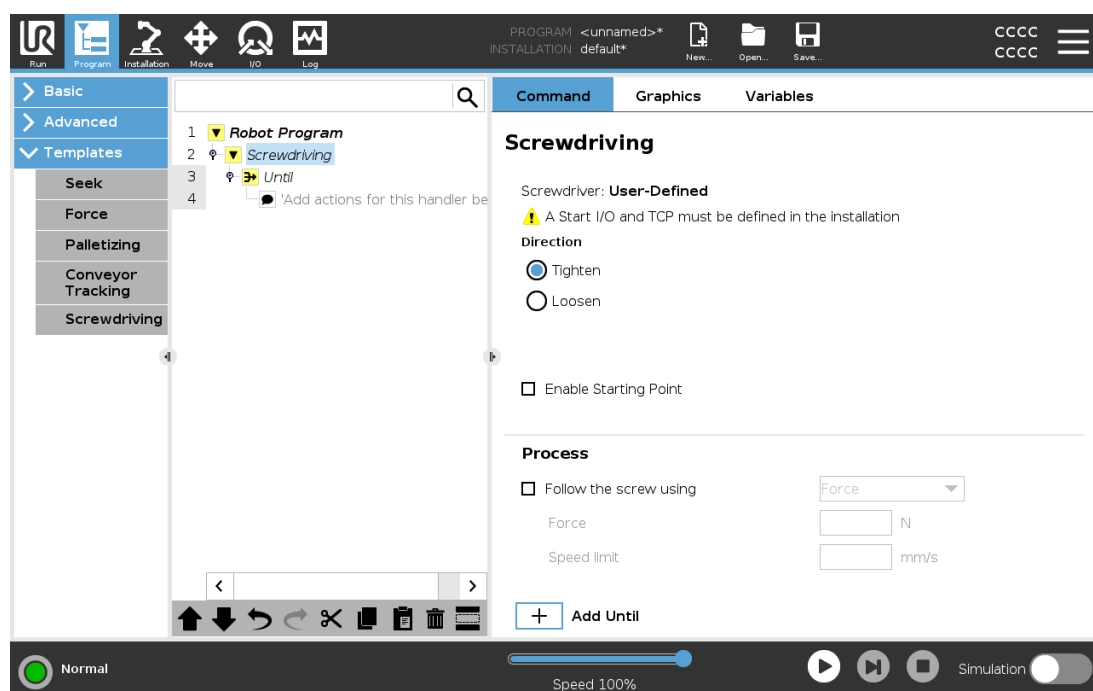 PROGRAM <unnamed>*
INSTALLATION default*
UR
Run
Program
Installation
Move
I/O
Log
New...
Open...
Save...
CCCC
CCCC
Basic
Advanced
Templates
Seek
Force
Palletizing
Conveyor
Tracking
Screwdriving
1 Robot Program
2 Screwdriving
3 Until
4 'Add actions for this handler be
Command Graphics Variables
Screwdriving
Screwdriver: User-Defined
A Start I/O and TCP must be defined in the installation
Direction
Tighten
Loosen
Enable Starting Point
Process
Follow the screw using Force
Force N
Speed limit mm/s
+ Add Until
Normal
Speed 100%
Simulation